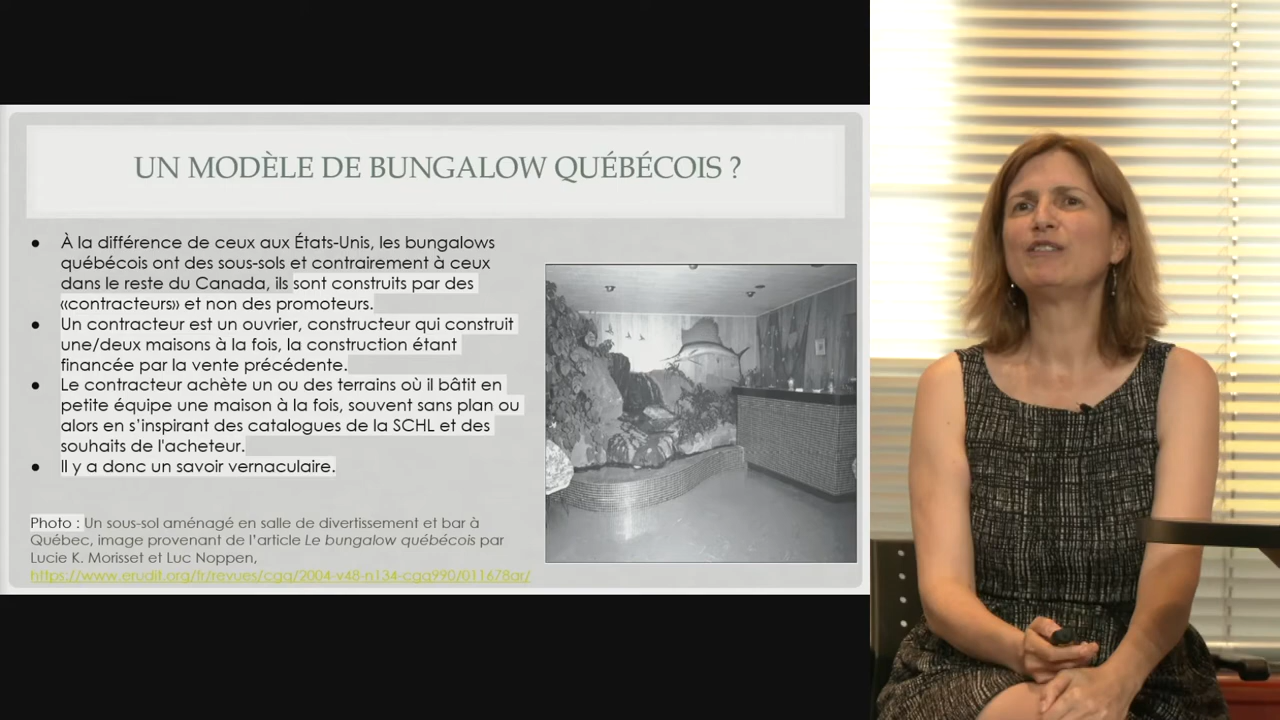 UN MODÈLE DE BUNGALOW QUÉBÉCOIS ?
● À la différence de ceux aux États-Unis, les bungalows
québécois ont des sous-sols et contrairement à ceux
dans le reste du Canada, ils sont construits par des
«contracteurs» et non des promoteurs.
● Un contracteur est un ouvrier, constructeur qui construit
une/deux maisons à la fois, la construction étant
financée par la vente précédente.
● Le contracteur achète un ou des terrains où il bâtit en
petite équipe une maison à la fois, souvent sans plan ou
alors en s’inspirant des catalogues de la SCHL et des
souhaits de l'acheteur.
● Il y a donc un savoir vernaculaire.
Photo : Un sous-sol aménagé en salle de divertissement et bar à
Québec, image provenant de l’article Le bungalow québécois par
Lucie K. Morisset et Luc Noppen,
https://www.erudit.org/fr/revues/cgq/2004-v48-n134-cgq990/011678ar/